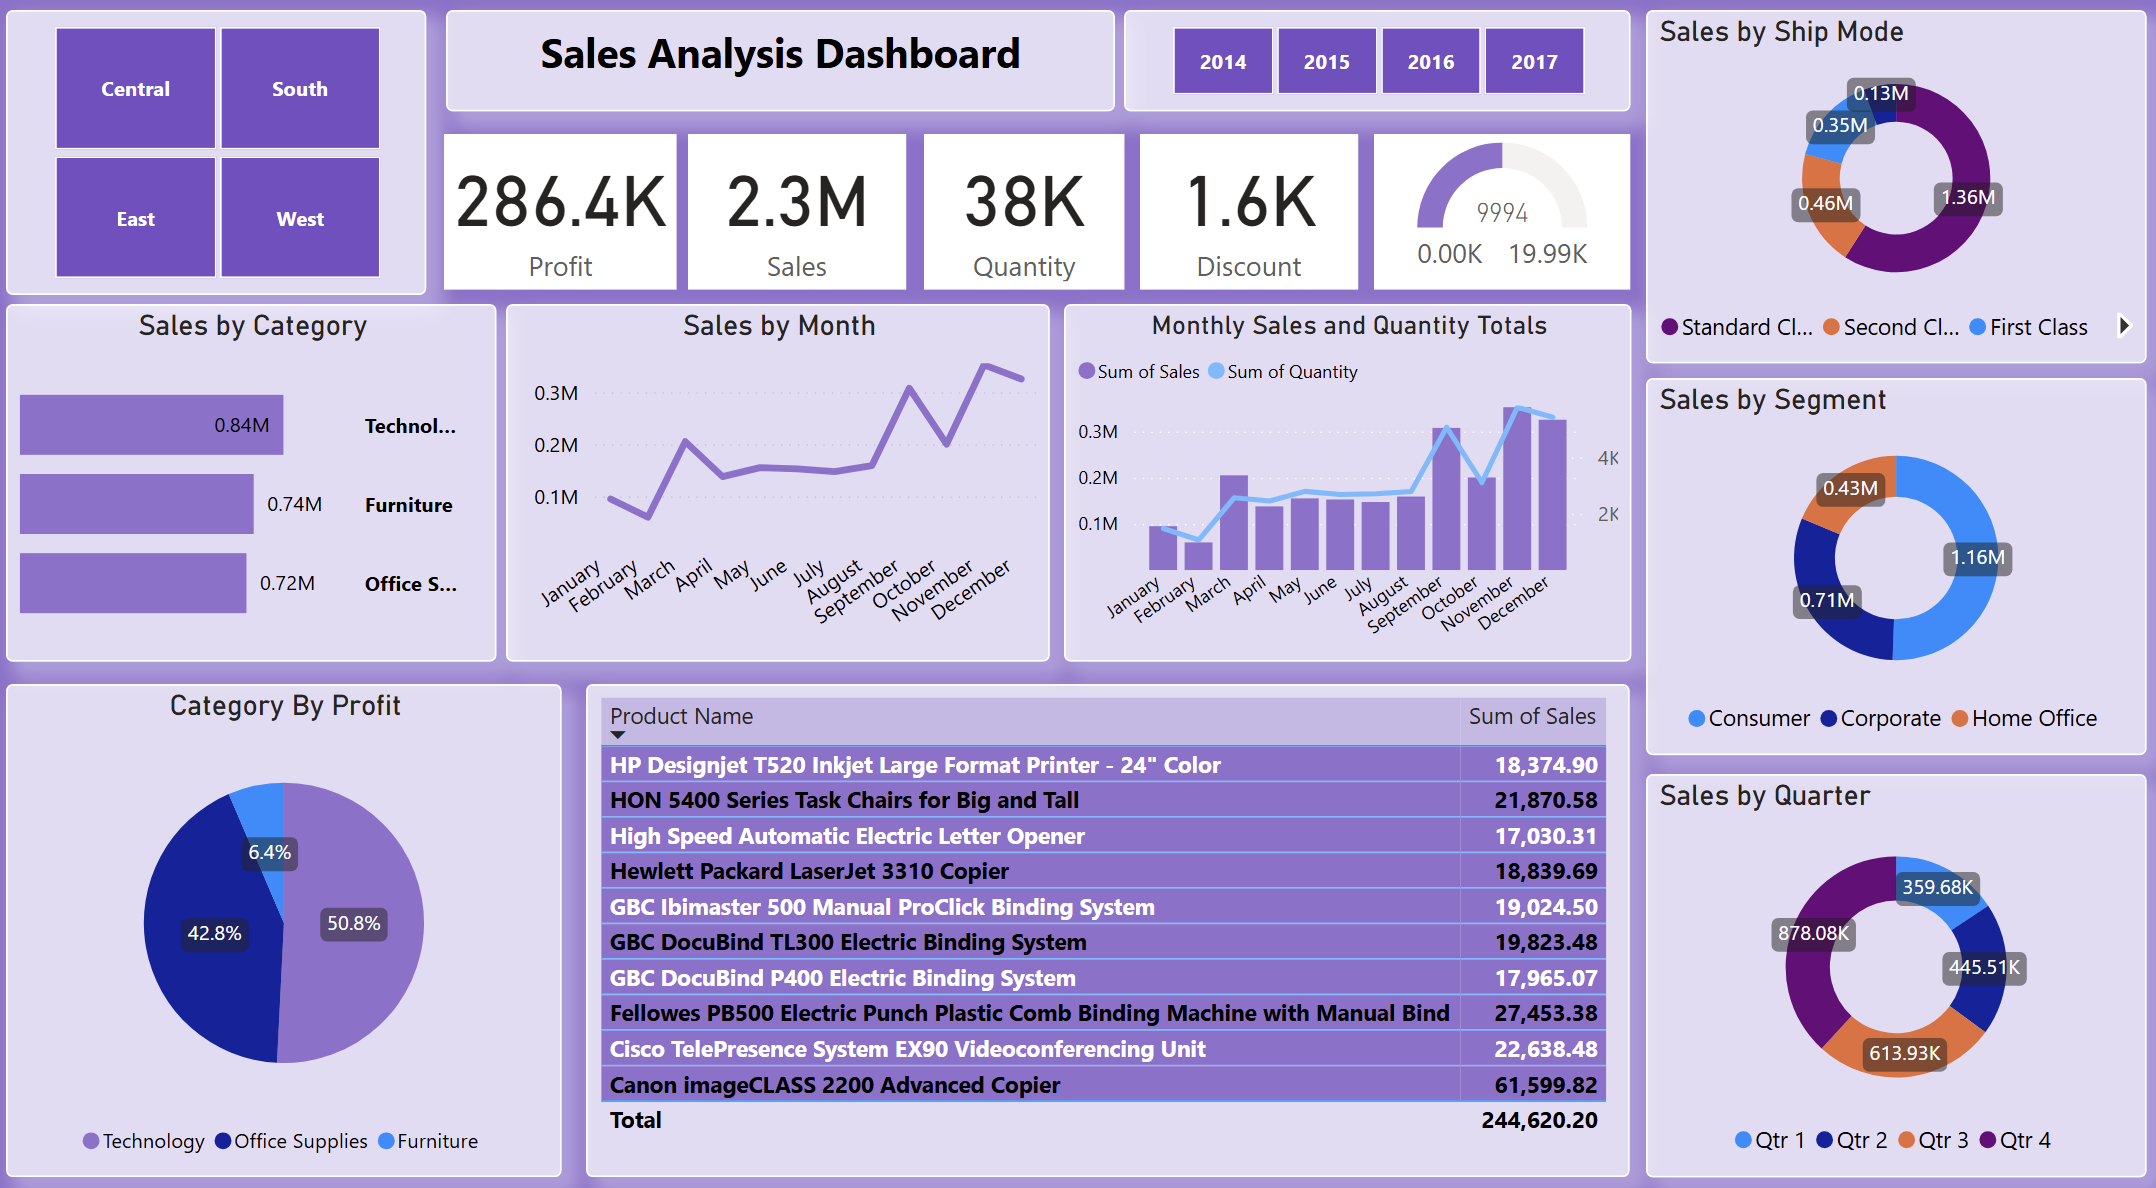 Central
South
East
West
Sales Analysis Dashboard
2014 2015 2016 2017
286.4K
Profit
2.3M
Sales
38K
Quantity
1.6K
Discount
9994
0.00K 19.99K
Sales by Ship Mode
0.13M
0.35M
0.46M
1.36M
Standard Cl... Second Cl... First Class
Sales by Category
0.84M Technol...
0.74M Furniture
0.72M Office S...
Sales by Month
0.3M
0.2M
0.1M
January February March April May June July August September October November December
Monthly Sales and Quantity Totals
Sum of Sales Sum of Quantity
0.3M
0.2M
0.1M
4K
2K
January February March April May June July August September October November December
Sales by Segment
0.43M
1.16M
0.71M
Consumer Corporate Home Office
Category By Profit
6.4%
50.8%
42.8%
Technology Office Supplies Furniture
Product Name Sum of Sales
HP Designjet T520 Inkjet Large Format Printer - 24" Color 18,374.90
HON 5400 Series Task Chairs for Big and Tall 21,870.58
High Speed Automatic Electric Letter Opener 17,030.31
Hewlett Packard LaserJet 3310 Copier 18,839.69
GBC Ibimaster 500 Manual ProClick Binding System 19,024.50
GBC DocuBind TL300 Electric Binding System 19,823.48
GBC DocuBind P400 Electric Binding System 17,965.07
Fellowes PB500 Electric Punch Plastic Comb Binding Machine with Manual Bind 27,453.38
Cisco TelePresence System EX90 Videoconferencing Unit 22,638.48
Canon imageCLASS 2200 Advanced Copier 61,599.82
Total 244,620.20
Sales by Quarter
359.68K
878.08K
445.51K
613.93K
Qtr 1 Qtr 2 Qtr 3 Qtr 4